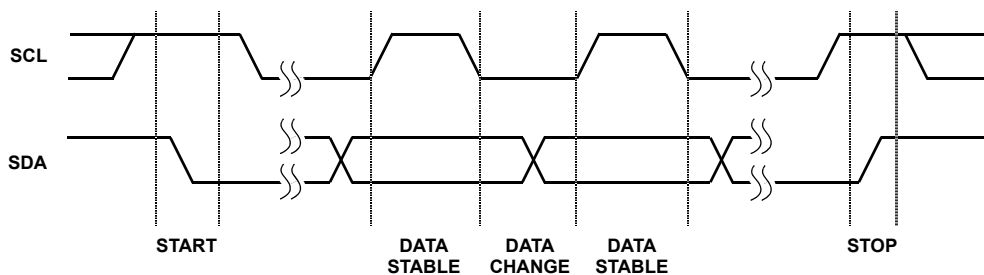 SCL
SDA
START
DATA
STABLE
DATA
CHANGE
DATA
STABLE
STOP